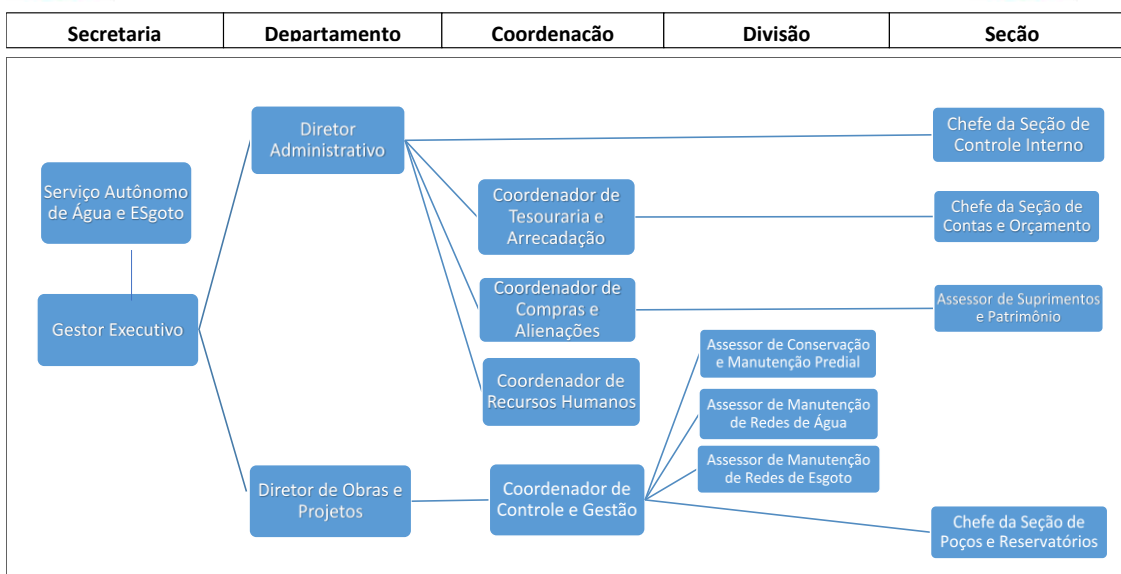 Secretaria
Departamento
Coordenacão
Divisão
Seção
Serviço Autônomo
de Água e ESgoto
Gestor Executivo
Diretor
Administrativo
Diretor de Obras e
Projetos
Coordenador de
Tesouraria e
Arrecadação
Coordenador de
Compras e
Alienações
Coordenador de
Recursos Humanos
Coordenador de
Controle e Gestão
Assessor de Conservação
e Manutenção Predial
Assessor de Manutenção
de Redes de Água
Assessor de Manutenção
de Redes de Esgoto
Chefe da Seção de
Controle Interno
Chefe da Seção de
Contas e Orçamento
Assessor de Suprimentos
e Patrimônio
Chefe da Seção de
Poços e Reservatórios